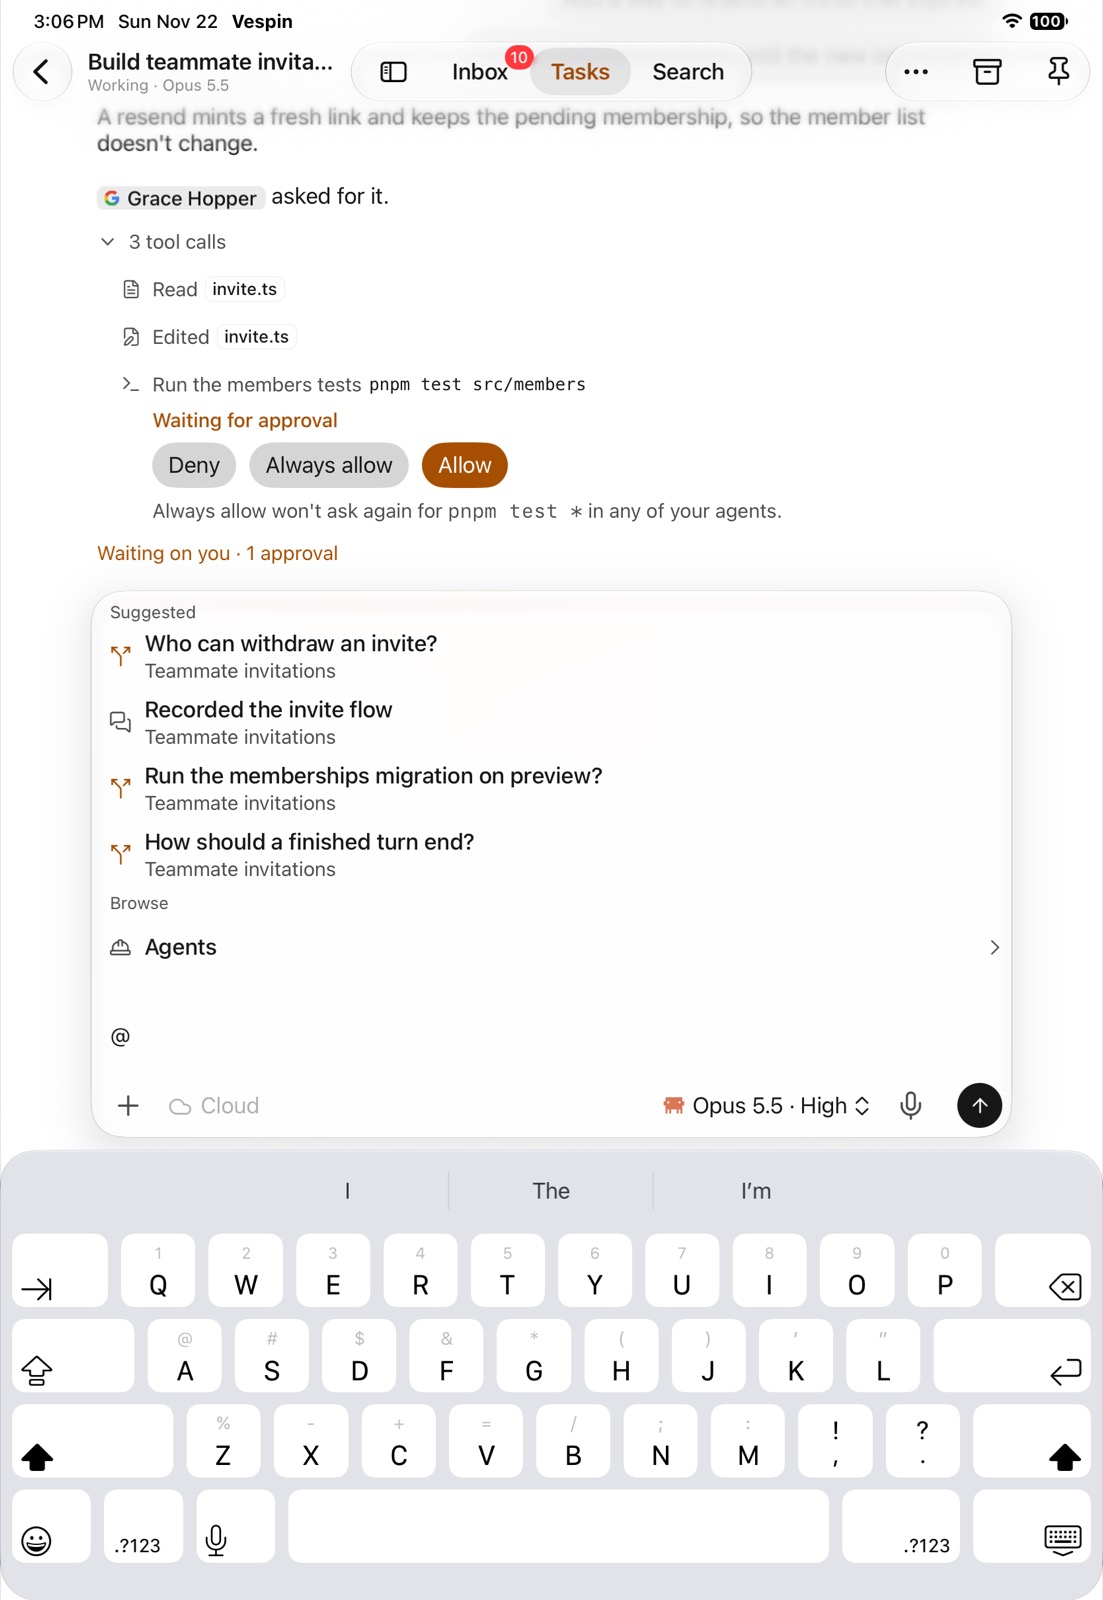 3:06 PM Sun Nov 22 Vespin
100
Build teammate invita...
Working · Opus 5.5
Inbox 10 Tasks Search
A resend mints a fresh link and keeps the pending membership, so the member list
doesn't change.
Grace Hopper asked for it.
3 tool calls
Read invite.ts
Edited invite.ts
Run the members tests pnpm test src/members
Waiting for approval
Deny Always allow Allow
Always allow won't ask again for pnpm test * in any of your agents.
Waiting on you · 1 approval
Suggested
Who can withdraw an invite?
Teammate invitations
Recorded the invite flow
Teammate invitations
Run the memberships migration on preview?
Teammate invitations
How should a finished turn end?
Teammate invitations
Browse
Agents
@
Cloud Opus 5.5 · High
I The I'm
1 2 3 4 5 6 7 8 9 0
Q W E R T Y U I O P
@ # $ & * ( ) ' "
A S D F G H J K L
% - + = / ; : ! ?
Z X C V B N M , .
.?123 .?123